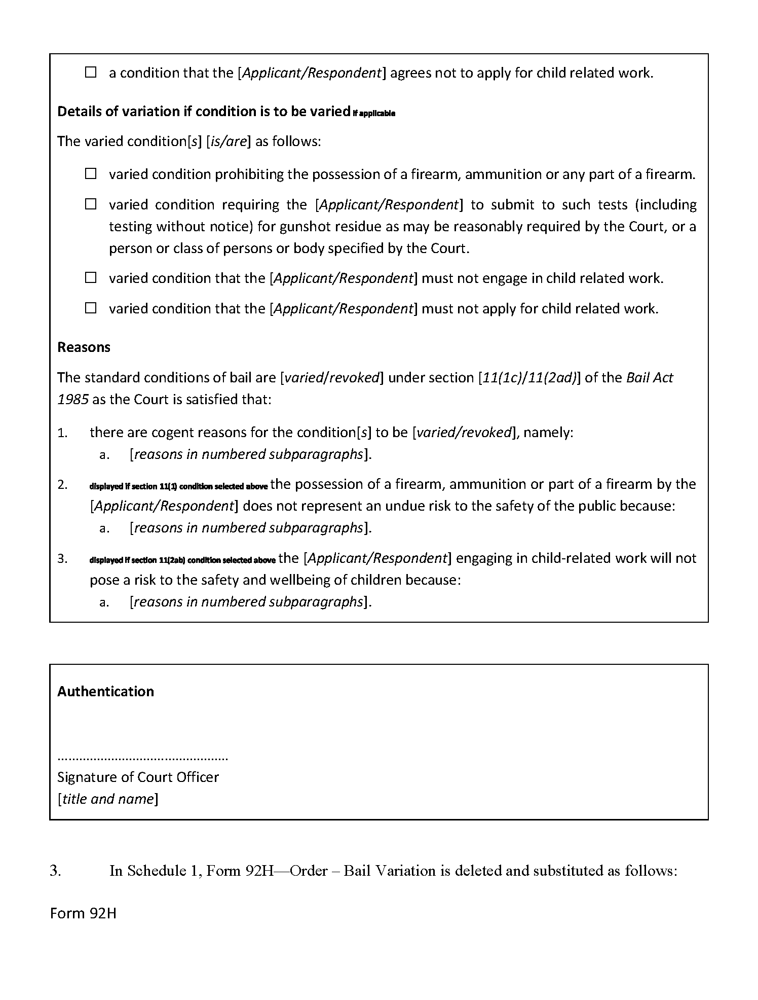 ☐ a condition that the [Applicant/Respondent] agrees not to apply for child related work.
Details of variation if condition is to be varied if applicable
The varied condition[s] [is/are] as follows:
☐ varied condition prohibiting the possession of a firearm, ammunition or any part of a firearm.
☐ varied condition requiring the [Applicant/Respondent] to submit to such tests (including
testing without notice) for gunshot residue as may be reasonably required by the Court, or a
person or class of persons or body specified by the Court.
☐ varied condition that the [Applicant/Respondent] must not engage in child related work.
☐ varied condition that the [Applicant/Respondent] must not apply for child related work.
Reasons
The standard conditions of bail are [varied/revoked] under section [11(1c)/11(2ad)] of the Bail Act
1985 as the Court is satisfied that:
1. there are cogent reasons for the condition[s] to be [varied/revoked], namely:
a. [reasons in numbered subparagraphs].
2. displayed if section 11(1) condition selected above the possession of a firearm, ammunition or part of a firearm by the
[Applicant/Respondent] does not represent an undue risk to the safety of the public because:
a. [reasons in numbered subparagraphs].
3. displayed if section 11(2ab) condition selected above the [Applicant/Respondent] engaging in child-related work will not
pose a risk to the safety and wellbeing of children because:
a. [reasons in numbered subparagraphs].
Authentication
................................................
Signature of Court Officer
[title and name]
3. In Schedule 1, Form 92H—Order – Bail Variation is deleted and substituted as follows:
Form 92H